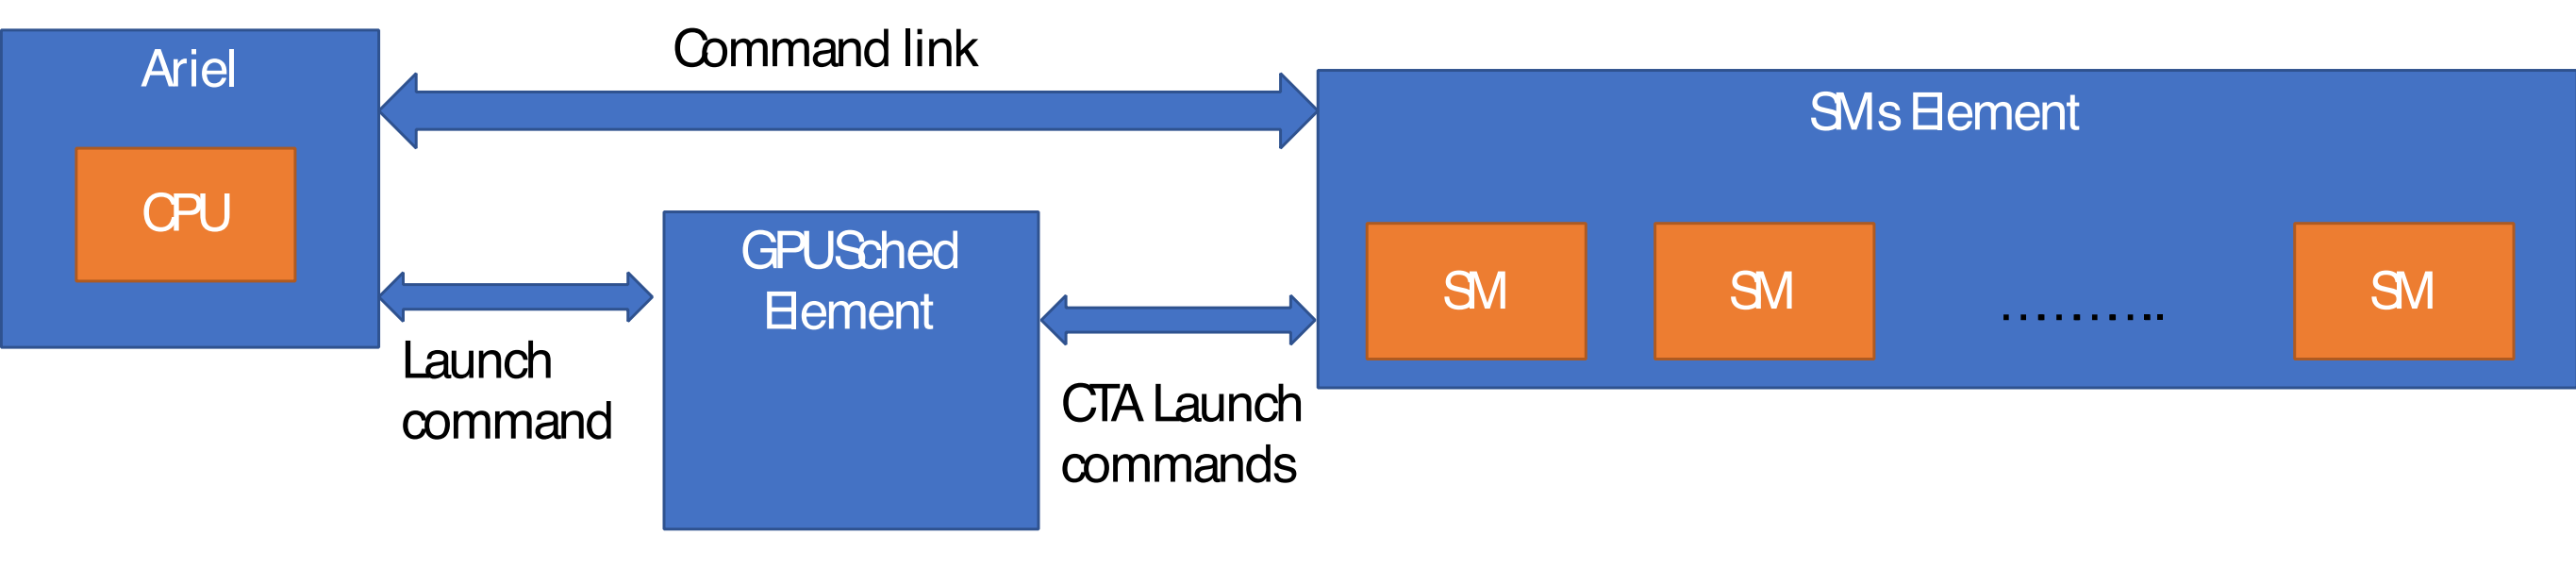 Ariel
CPU
Command link
Launch
command
GPUSched
Element
CTA Launch
commands
SMs Element
SM
SM
...........
SM